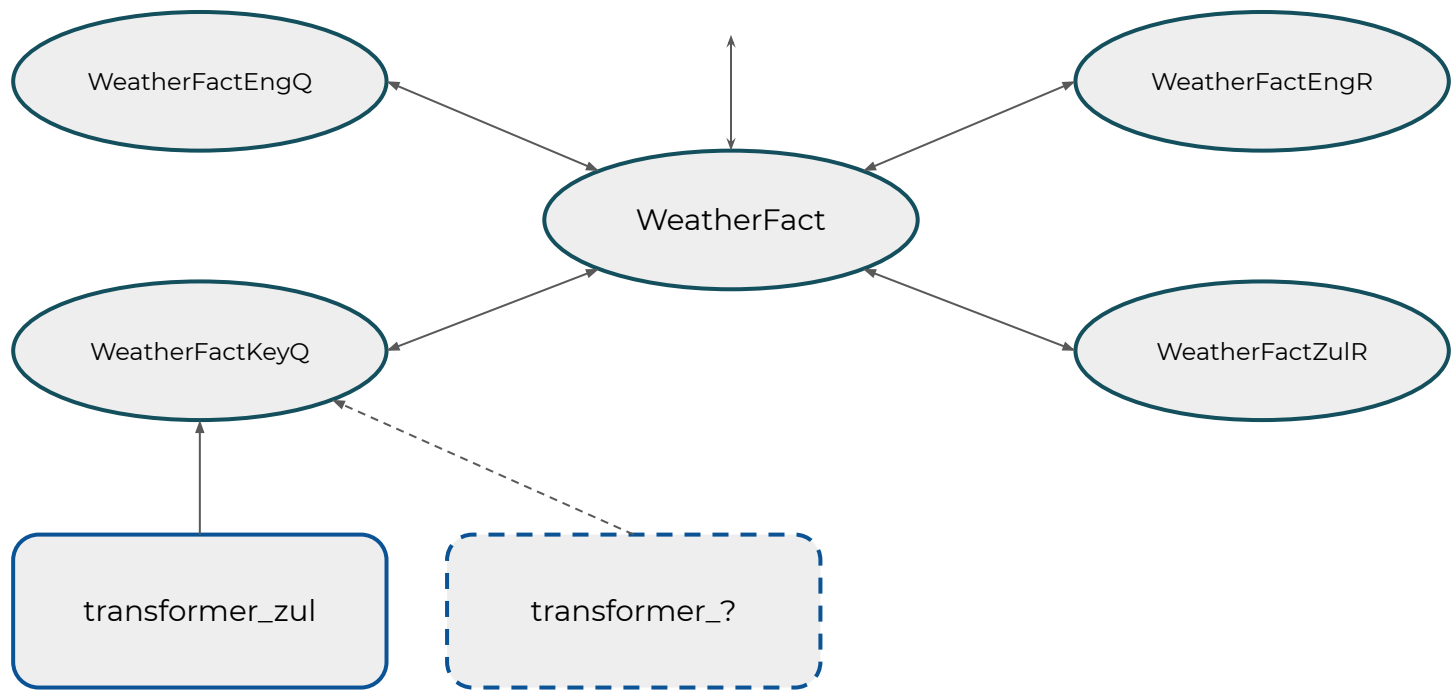 WeatherFactEngQ
WeatherFactEngR
WeatherFact
WeatherFactKeyQ
WeatherFactZulR
transformer_zul
transformer_?